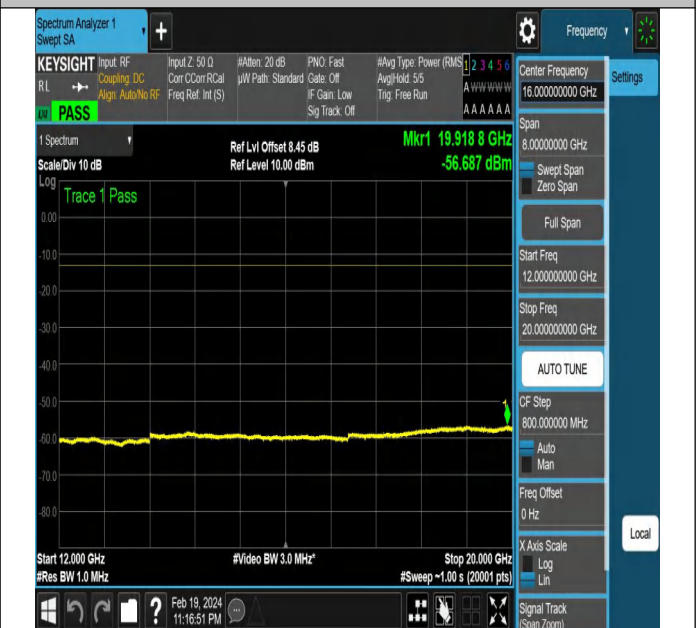 Spectrum Analyzer 1
Swept SA
+
Frequency
KEYSIGHT
RL
PASS
Input: RF
Coupling: DC
Align: Auto/No RF
Input Z: 50 Ω
Corr CCorr RCal
Freq Ref: Int (S)
#Atten: 20 dB
µW Path: Standard
PNO: Fast
Gate: Off
IF Gain: Low
Sig Track: Off
#Avg Type: Power (RMS
Avg|Hold: 5/5
Trig: Free Run
1 2 3 4 5 6
A W W W W W
A A A A A A
1 Spectrum
Scale/Div 10 dB
Log
Ref Lvl Offset 8.45 dB
Ref Level 10.00 dBm
Mkr1 19.918 8 GHz
-56.687 dBm
Trace 1 Pass
0.00
-10.0
-20.0
-30.0
-40.0
-50.0
-60.0
-70.0
-80.0
1
Start 12.000 GHz
#Res BW 1.0 MHz
#Video BW 3.0 MHz*
Stop 20.000 GHz
#Sweep ~1.00 s (20001 pts)
?
Feb 19, 2024
11:16:51 PM
Center Frequency
16.000000000 GHz
Settings
Span
8.00000000 GHz
Swept Span
Zero Span
Full Span
Start Freq
12.000000000 GHz
Stop Freq
20.000000000 GHz
AUTO TUNE
CF Step
800.000000 MHz
Auto
Man
Freq Offset
0 Hz
X Axis Scale
Log
Lin
Local
Signal Track
(Span Zoom)